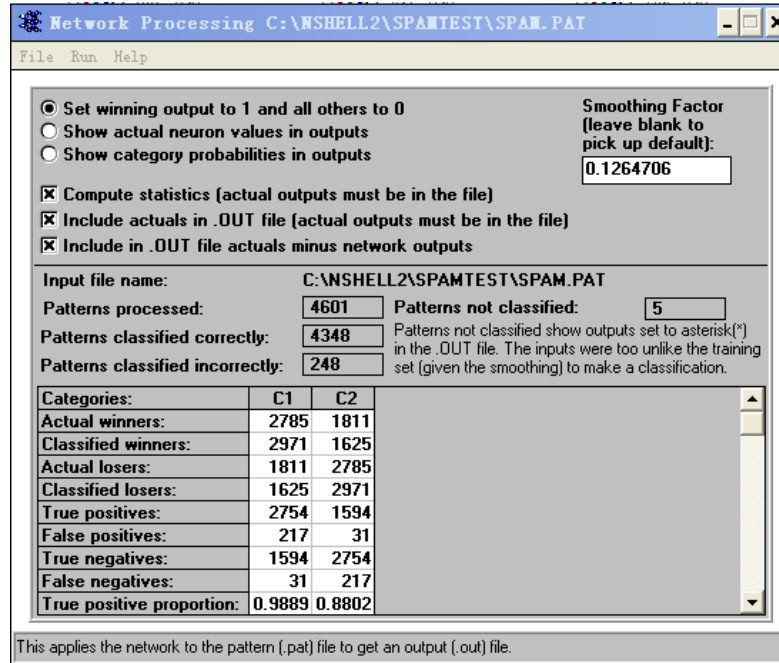 Network Processing C:\NSHELL2\SPAMTEST\SPAM.PAT
File Run Help
Set winning output to 1 and all others to 0
Show actual neuron values in outputs
Show category probabilities in outputs
Smoothing Factor
(leave blank to
pick up default):
0.1264706
Compute statistics (actual outputs must be in the file)
Include actuals in .OUT file (actual outputs must be in the file)
Include in .OUT file actuals minus network outputs
Input file name: C:\NSHELL2\SPAMTEST\SPAM.PAT
Patterns processed: 4601 Patterns not classified: 5
Patterns classified correctly: 4348
Patterns classified incorrectly: 248
Patterns not classified show outputs set to asterisk(*)
in the .OUT file. The inputs were too unlike the training
set (given the smoothing) to make a classification.
Categories: C1 C2
Actual winners: 2785 1811
Classified winners: 2971 1625
Actual losers: 1811 2785
Classified losers: 1625 2971
True positives: 2754 1594
False positives: 217 31
True negatives: 1594 2754
False negatives: 31 217
True positive proportion: 0.9889 0.8802
This applies the network to the pattern (.pat) file to get an output (.out) file.